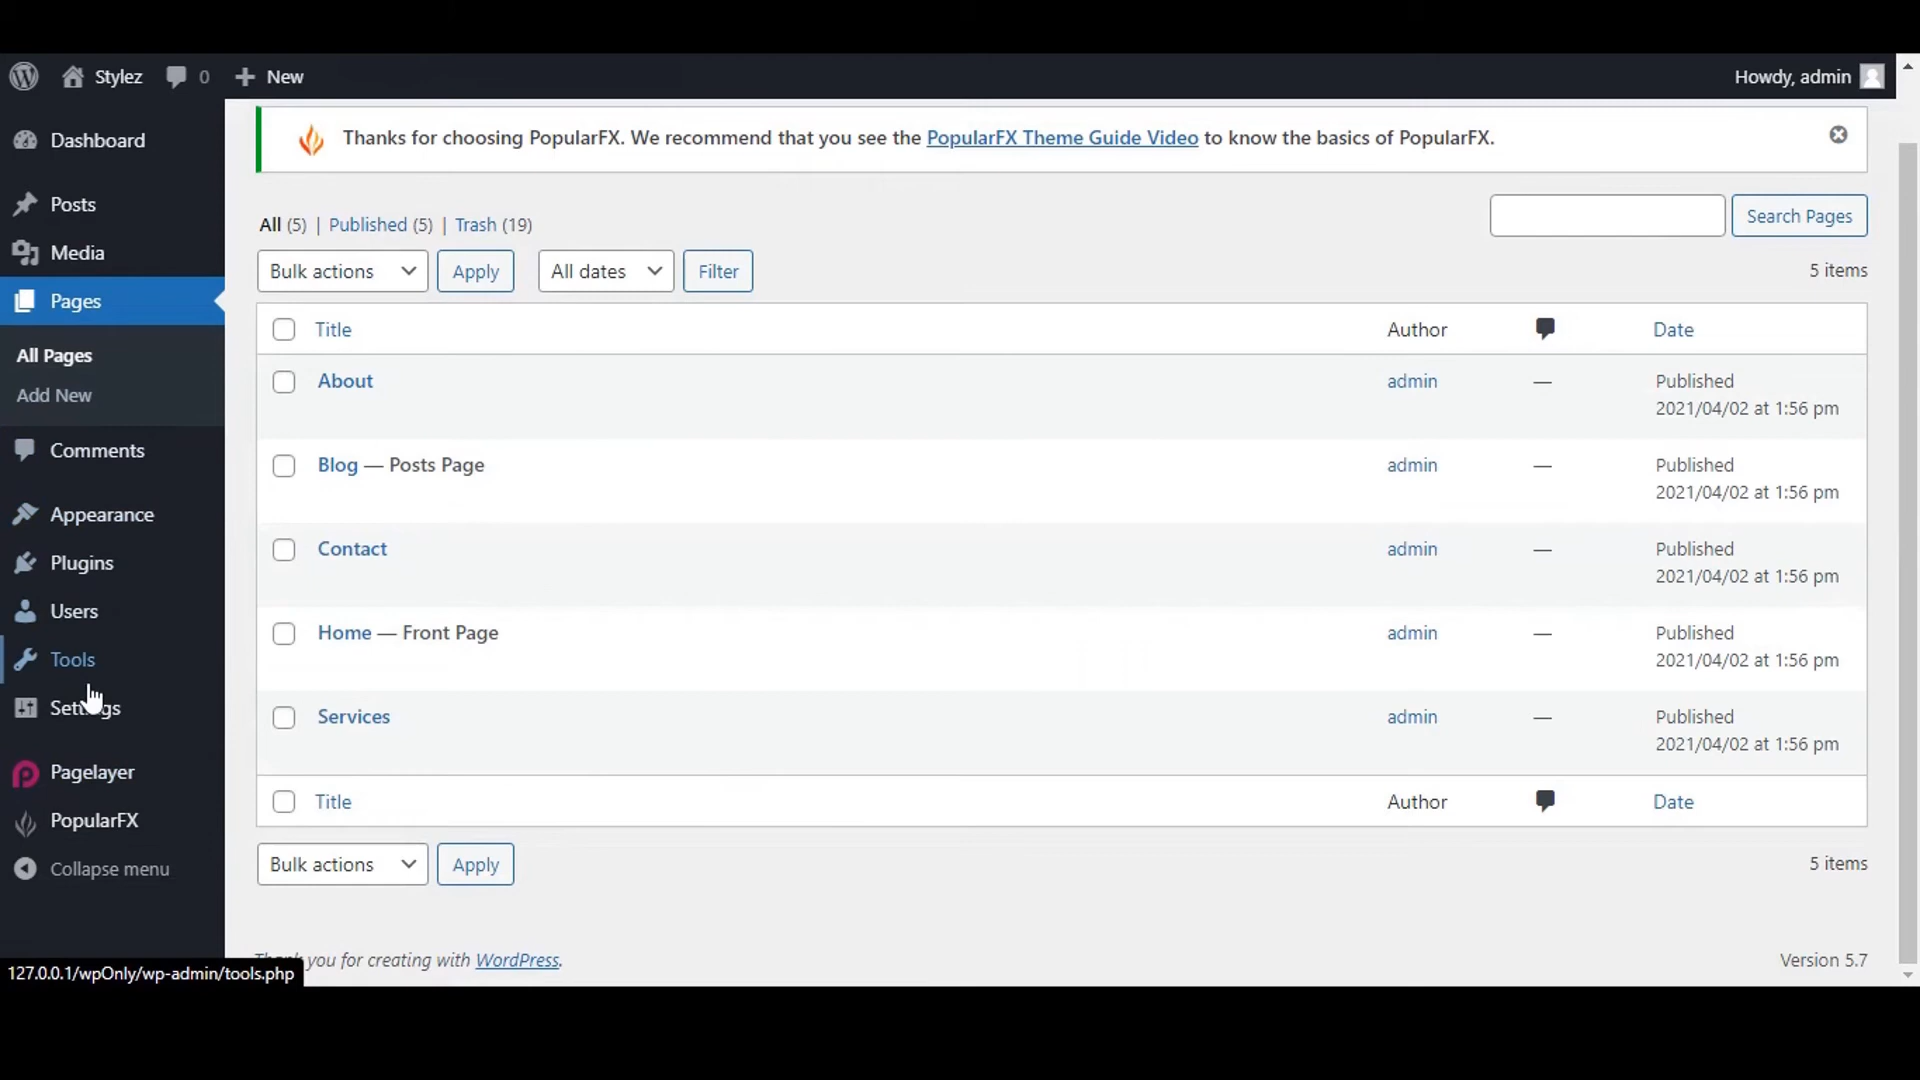 Stylez 0 New Howdy, admin
Dashboard
Posts
Media
Pages
All Pages
Add New
Comments
Appearance
Plugins
Users
Tools
Settings
Pagelayer
PopularFX
Collapse menu
Thanks for choosing PopularFX. We recommend that you see the PopularFX Theme Guide Video to know the basics of PopularFX.
All (5) | Published (5) | Trash (19)
Search Pages
Bulk actions Apply All dates Filter 5 items
Title Author Date
About admin — Published
2021/04/02 at 1:56 pm
Blog — Posts Page admin — Published
2021/04/02 at 1:56 pm
Contact admin — Published
2021/04/02 at 1:56 pm
Home — Front Page admin — Published
2021/04/02 at 1:56 pm
Services admin — Published
2021/04/02 at 1:56 pm
Title Author Date
Bulk actions Apply 5 items
Thank you for creating with WordPress. Version 5.7
127.0.0.1/wpOnly/wp-admin/tools.php